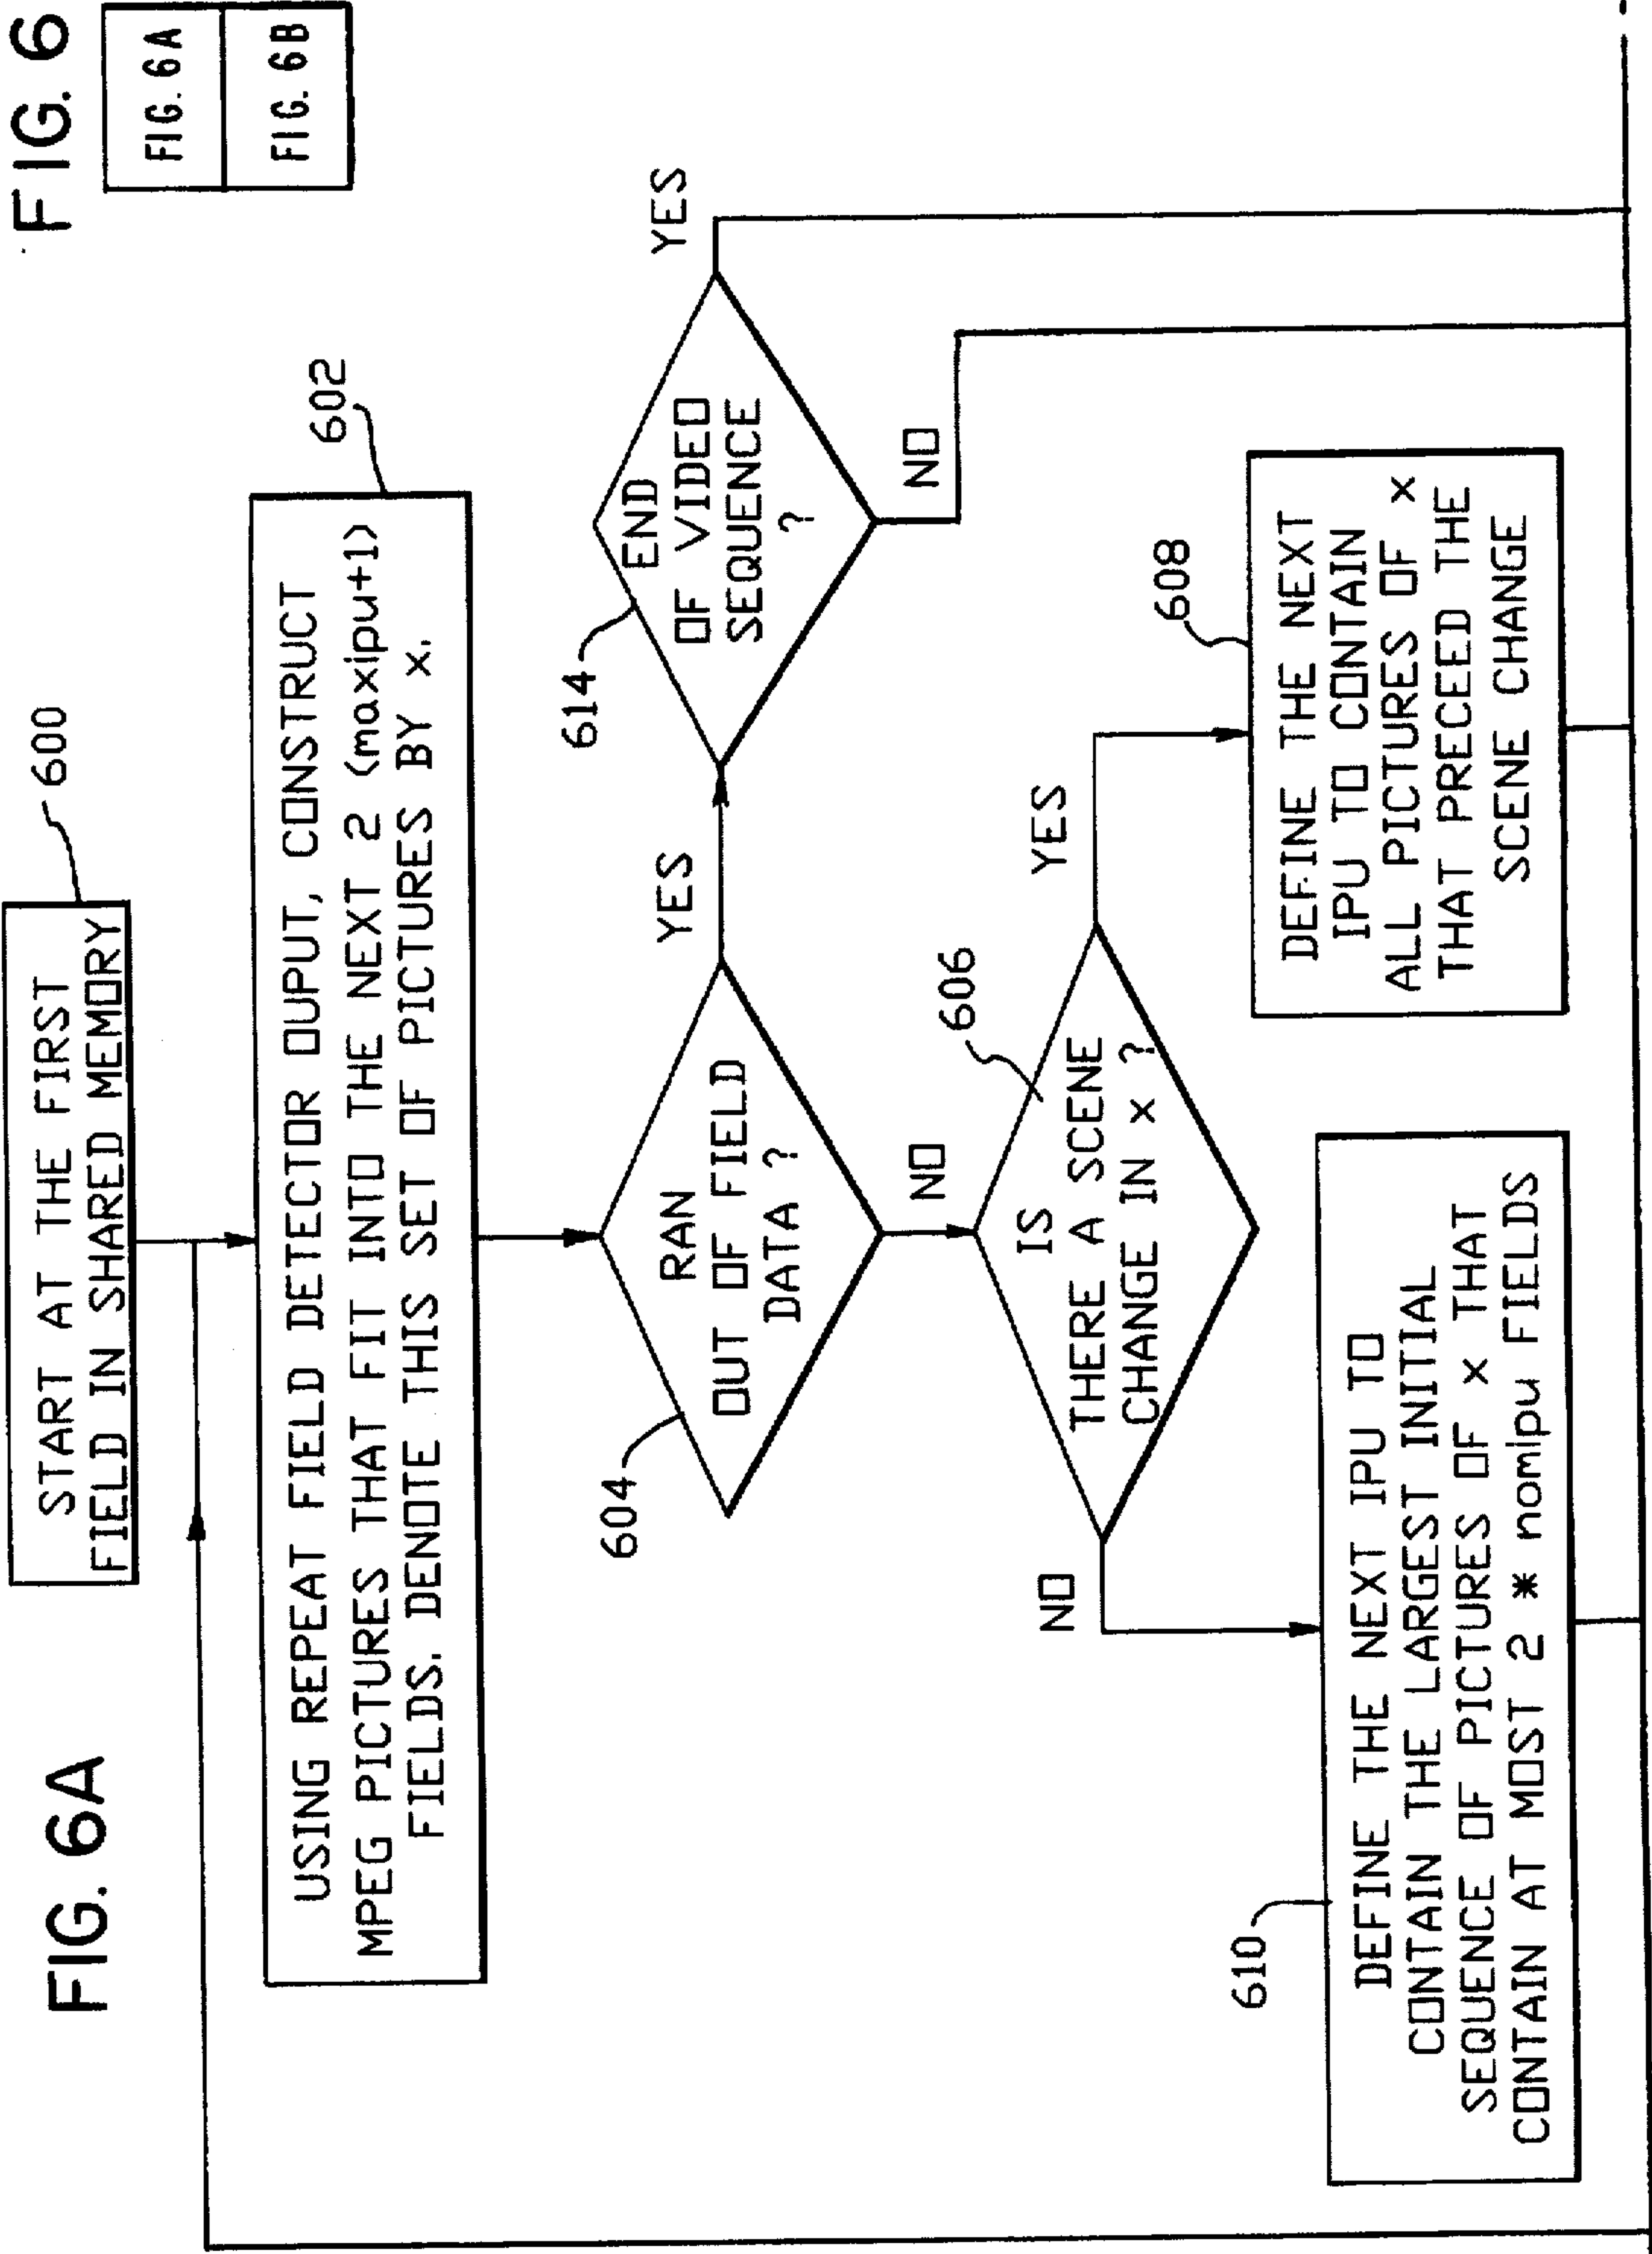 FIG. 6A
FIG. 6
FIG. 6A
FIG. 6B
START AT THE FIRST
FIELD IN SHARED MEMORY
600
USING REPEAT FIELD DETECTOR OUPUT, CONSTRUCT
MPEG PICTURES THAT FIT INTO THE NEXT 2 (maxipu+1)
FIELDS. DENOTE THIS SET OF PICTURES BY x.
602
604
RAN
OUT OF FIELD
DATA ?
YES
NO
614
END
OF VIDEO
SEQUENCE
?
YES
NO
606
IS
THERE A SCENE
CHANGE IN x ?
NO
YES
610
DEFINE THE NEXT IPU TO
CONTAIN THE LARGEST INITIAL
SEQUENCE OF PICTURES OF x THAT
CONTAIN AT MOST 2 * nomipu FIELDS
608
DEFINE THE NEXT
IPU TO CONTAIN
ALL PICTURES OF x
THAT PRECEED THE
SCENE CHANGE